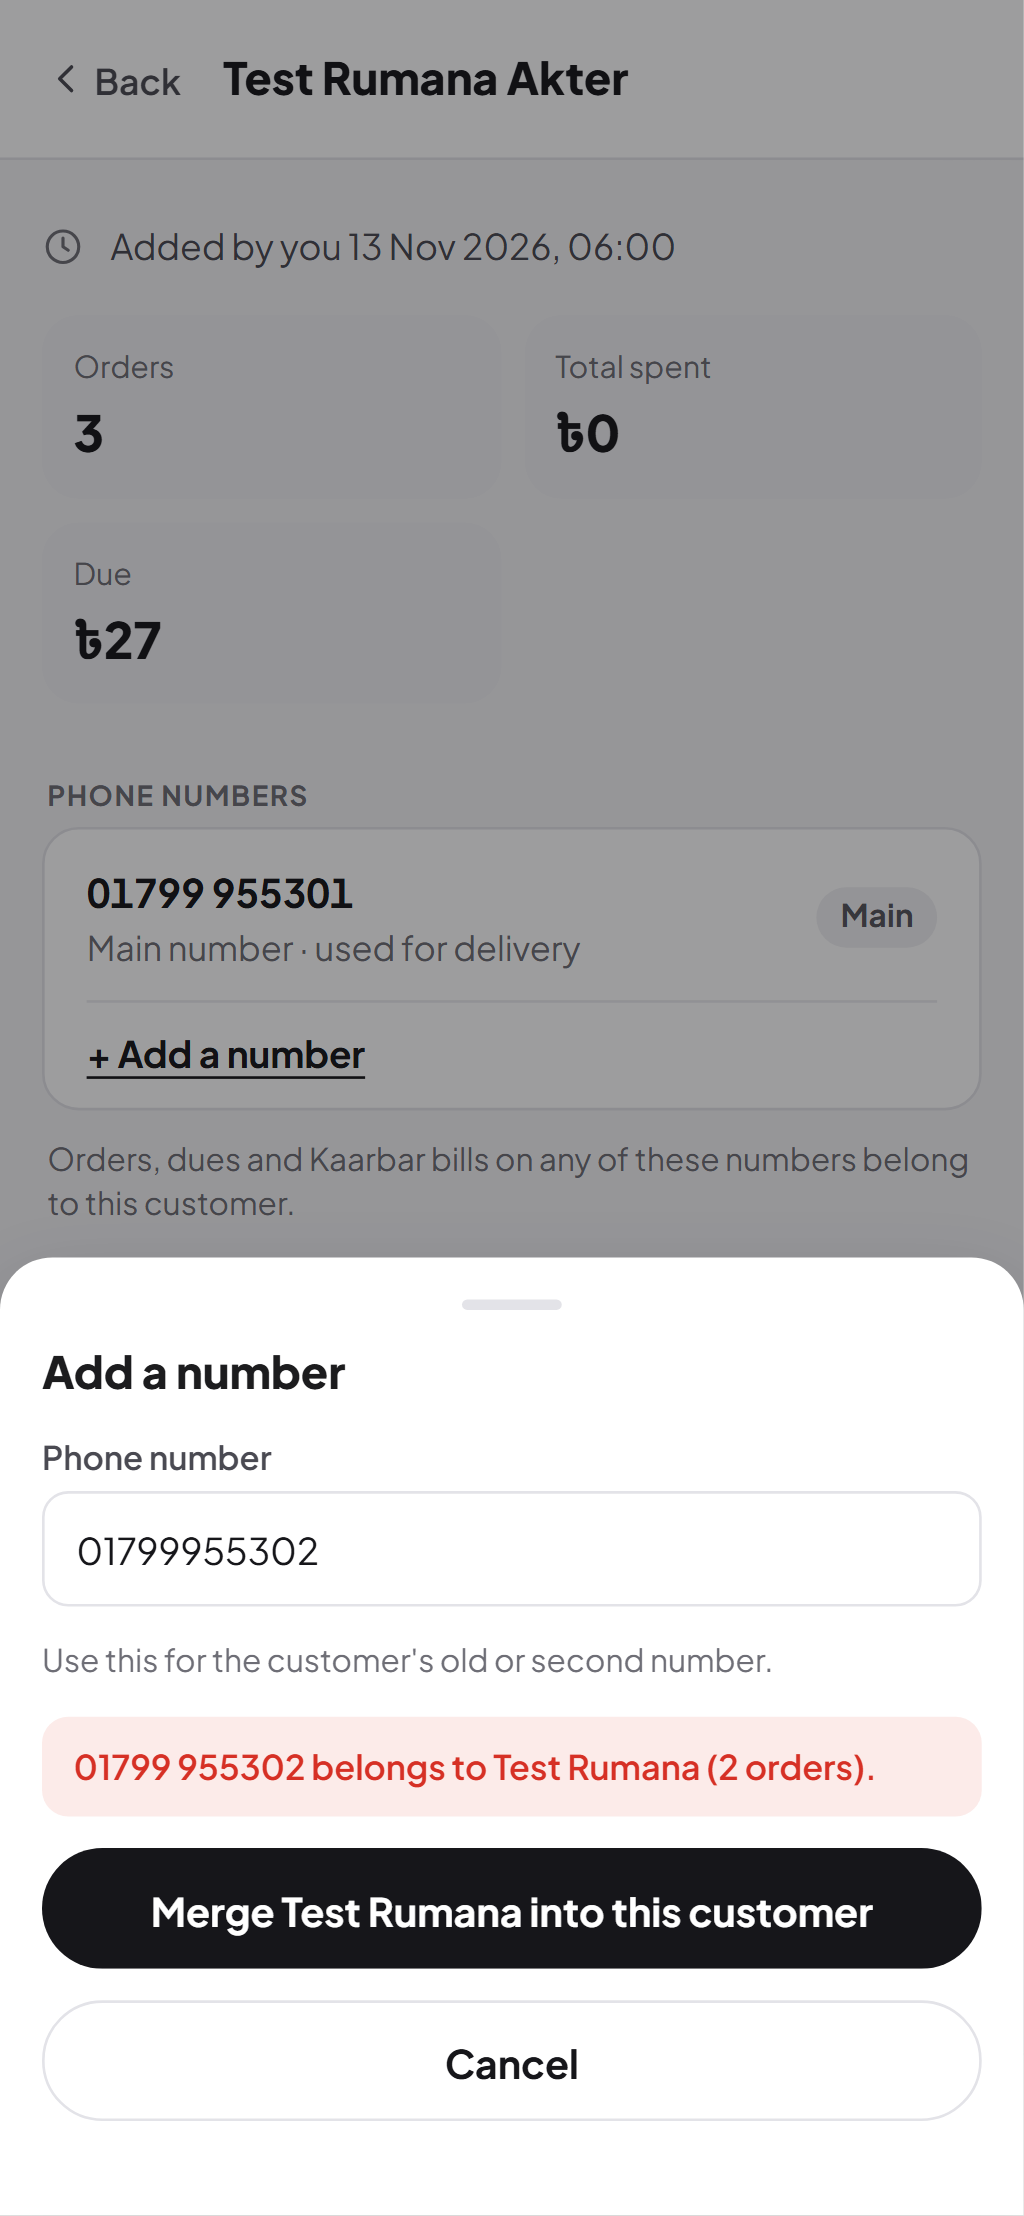 Back
Test Rumana Akter
Added by you 13 Nov 2026, 06:00
Orders
3
Total spent
৳0
Due
৳27
PHONE NUMBERS
01799 955301
Main number · used for delivery
Main
+ Add a number
Orders, dues and Kaarbar bills on any of these numbers belong
to this customer.
Add a number
Phone number
01799955302
Use this for the customer's old or second number.
01799 955302 belongs to Test Rumana (2 orders).
Merge Test Rumana into this customer
Cancel